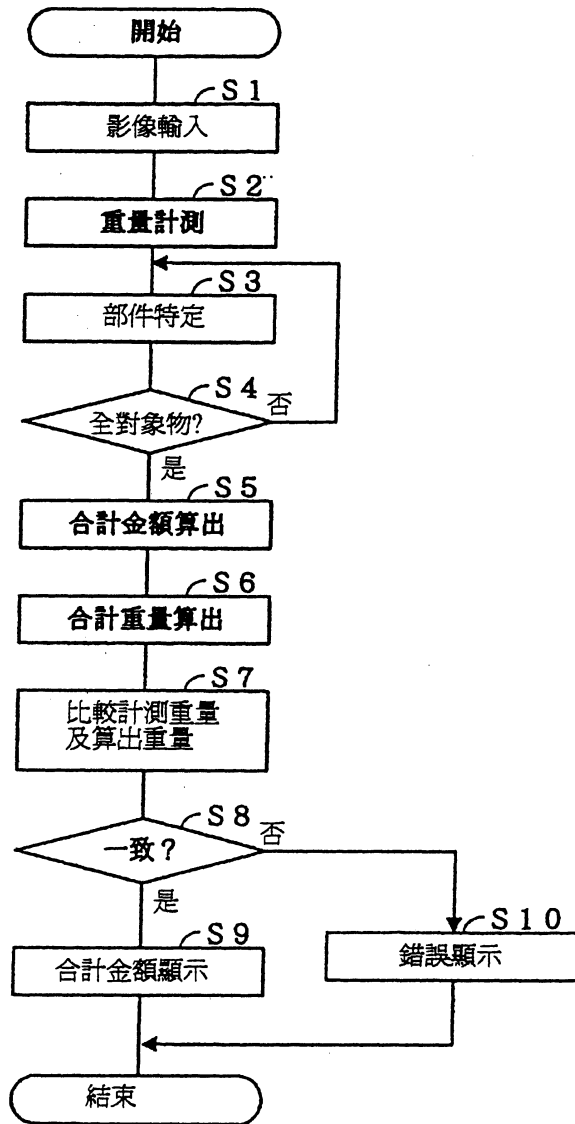 開始
S1
影像輸入
S2
重量計測
S3
部件特定
S4
全對象物?
否
是
S5
合計金額算出
S6
合計重量算出
S7
比較計測重量
及算出重量
S8
一致?
否
是
S9
合計金額顯示
S10
錯誤顯示
結束